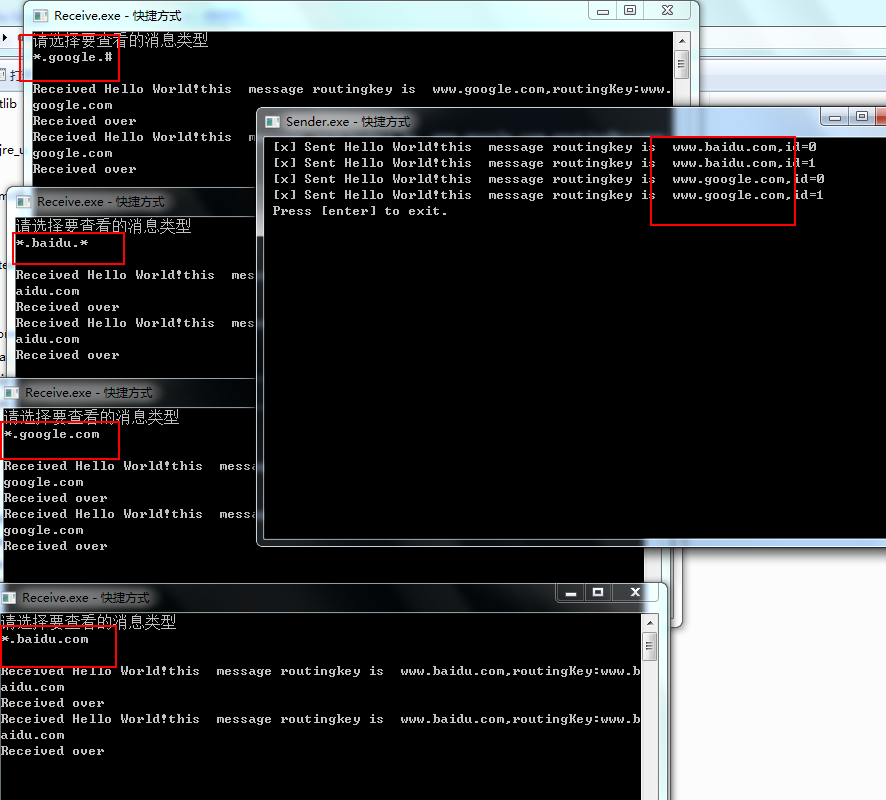 Receive.exe - 快捷方式
请选择要查看的消息类型
*.google.#
Received Hello World!this message routingkey is www.google.com,routingKey:www.
google.com
Received over
Received Hello World!this message routingkey is
google.com
Received over
Sender.exe - 快捷方式
[x] Sent Hello World!this message routingkey is www.baidu.com,id=0
[x] Sent Hello World!this message routingkey is www.baidu.com,id=1
[x] Sent Hello World!this message routingkey is www.google.com,id=0
[x] Sent Hello World!this message routingkey is www.google.com,id=1
Press [enter] to exit.
Receive.exe - 快捷方式
请选择要查看的消息类型
*.baidu.*
Received Hello World!this mes
aidu.com
Received over
Received Hello World!this mes
aidu.com
Received over
Receive.exe - 快捷方式
请选择要查看的消息类型
*.google.com
Received Hello World!this messa
google.com
Received over
Received Hello World!this messa
google.com
Received over
Receive.exe - 快捷方式
请选择要查看的消息类型
*.baidu.com
Received Hello World!this message routingkey is www.baidu.com,routingKey:www.b
aidu.com
Received over
Received Hello World!this message routingkey is www.baidu.com,routingKey:www.b
aidu.com
Received over